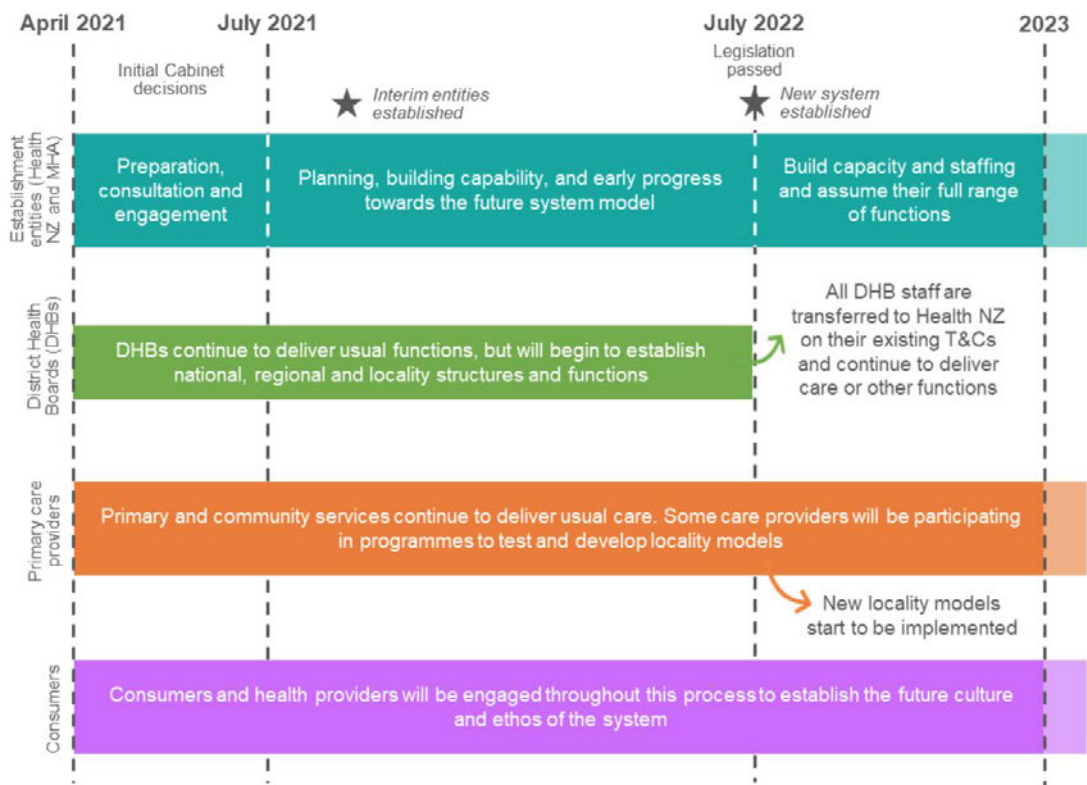 April 2021
July 2021
July 2022
2023
Initial Cabinet
decisions
Legislation
passed
Interim entities
established
New system
established
Establishment
entities (Health
NZ and MHA)
Preparation,
consultation and
engagement
Planning, building capability, and early progress
towards the future system model
Build capacity and staffing
and assume their full range
of functions
District Health
Boards (DHBs)
DHBs continue to deliver usual functions, but will begin to establish
national, regional and locality structures and functions
All DHB staff are
transferred to Health NZ
on their existing T&Cs
and continue to deliver
care or other functions
Primary care
providers
Primary and community services continue to deliver usual care. Some care providers will be participating
in programmes to test and develop locality models
New locality models
start to be implemented
Consumers
Consumers and health providers will be engaged throughout this process to establish the future culture
and ethos of the system